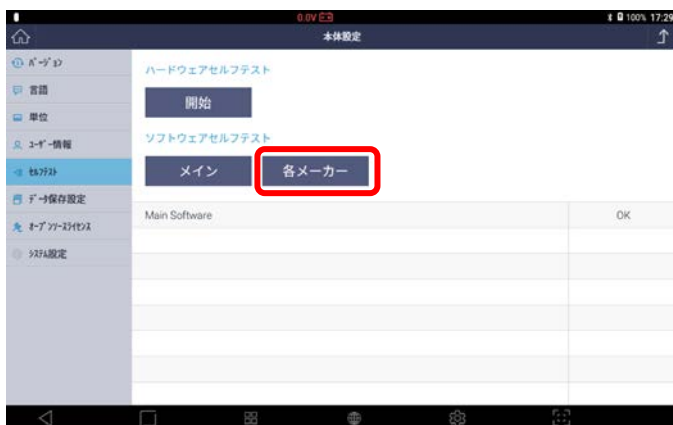 0.0V
100% 17:29
本体設定
バージョン
言語
単位
ユーザー情報
セルフテスト
データ保存設定
オープンソースライセンス
システム設定
ハードウェアセルフテスト
開始
ソフトウェアセルフテスト
メイン 各メーカー
Main Software OK